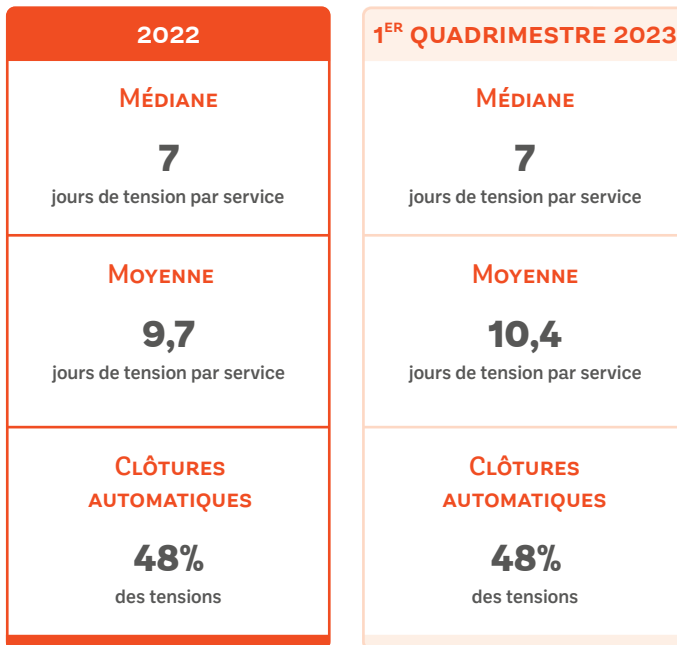 2022
MÉDIANE
7
jours de tension par service
MOYENNE
9,7
jours de tension par service
CLÔTURES
AUTOMATIQUES
48%
des tensions
1ER QUADRIMESTRE 2023
MÉDIANE
7
jours de tension par service
MOYENNE
10,4
jours de tension par service
CLÔTURES
AUTOMATIQUES
48%
des tensions